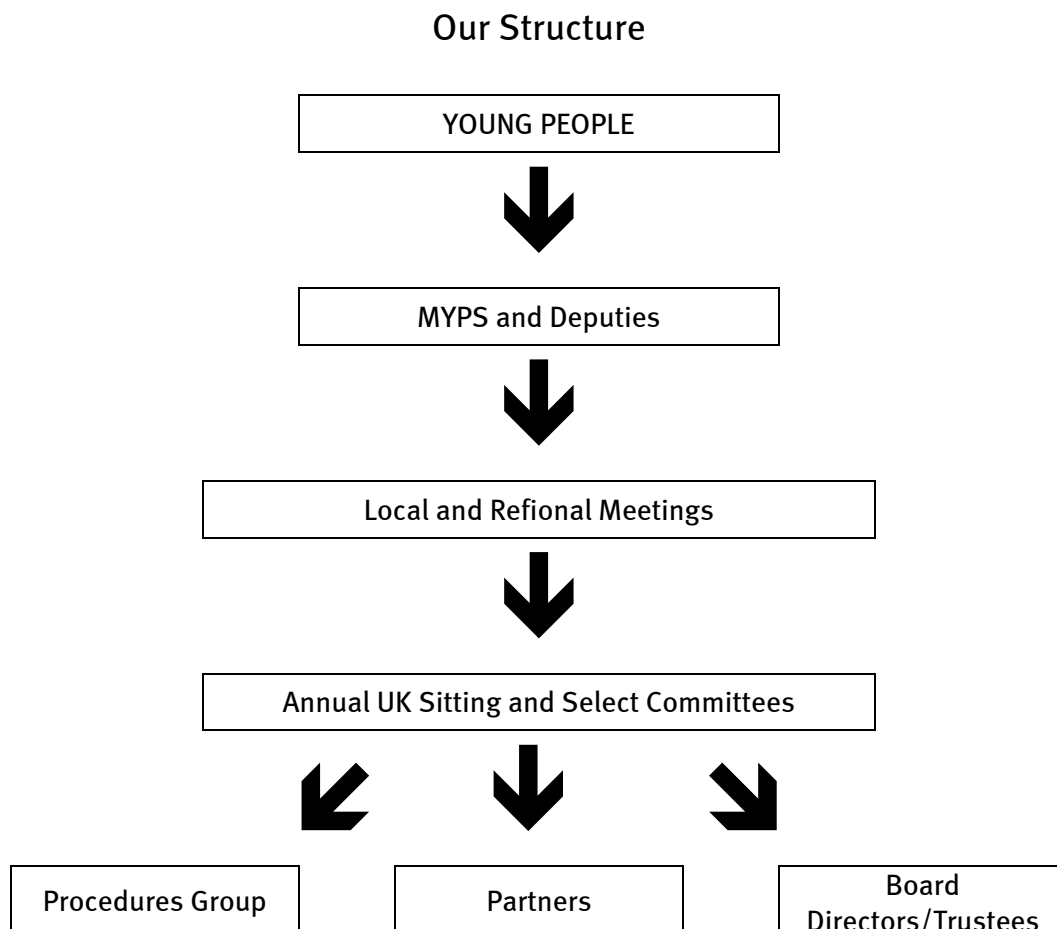 Our Structure
YOUNG PEOPLE
MYPS and Deputies
Local and Refional Meetings
Annual UK Sitting and Select Committees
Procedures Group
Partners
Board
Directors/Trustees